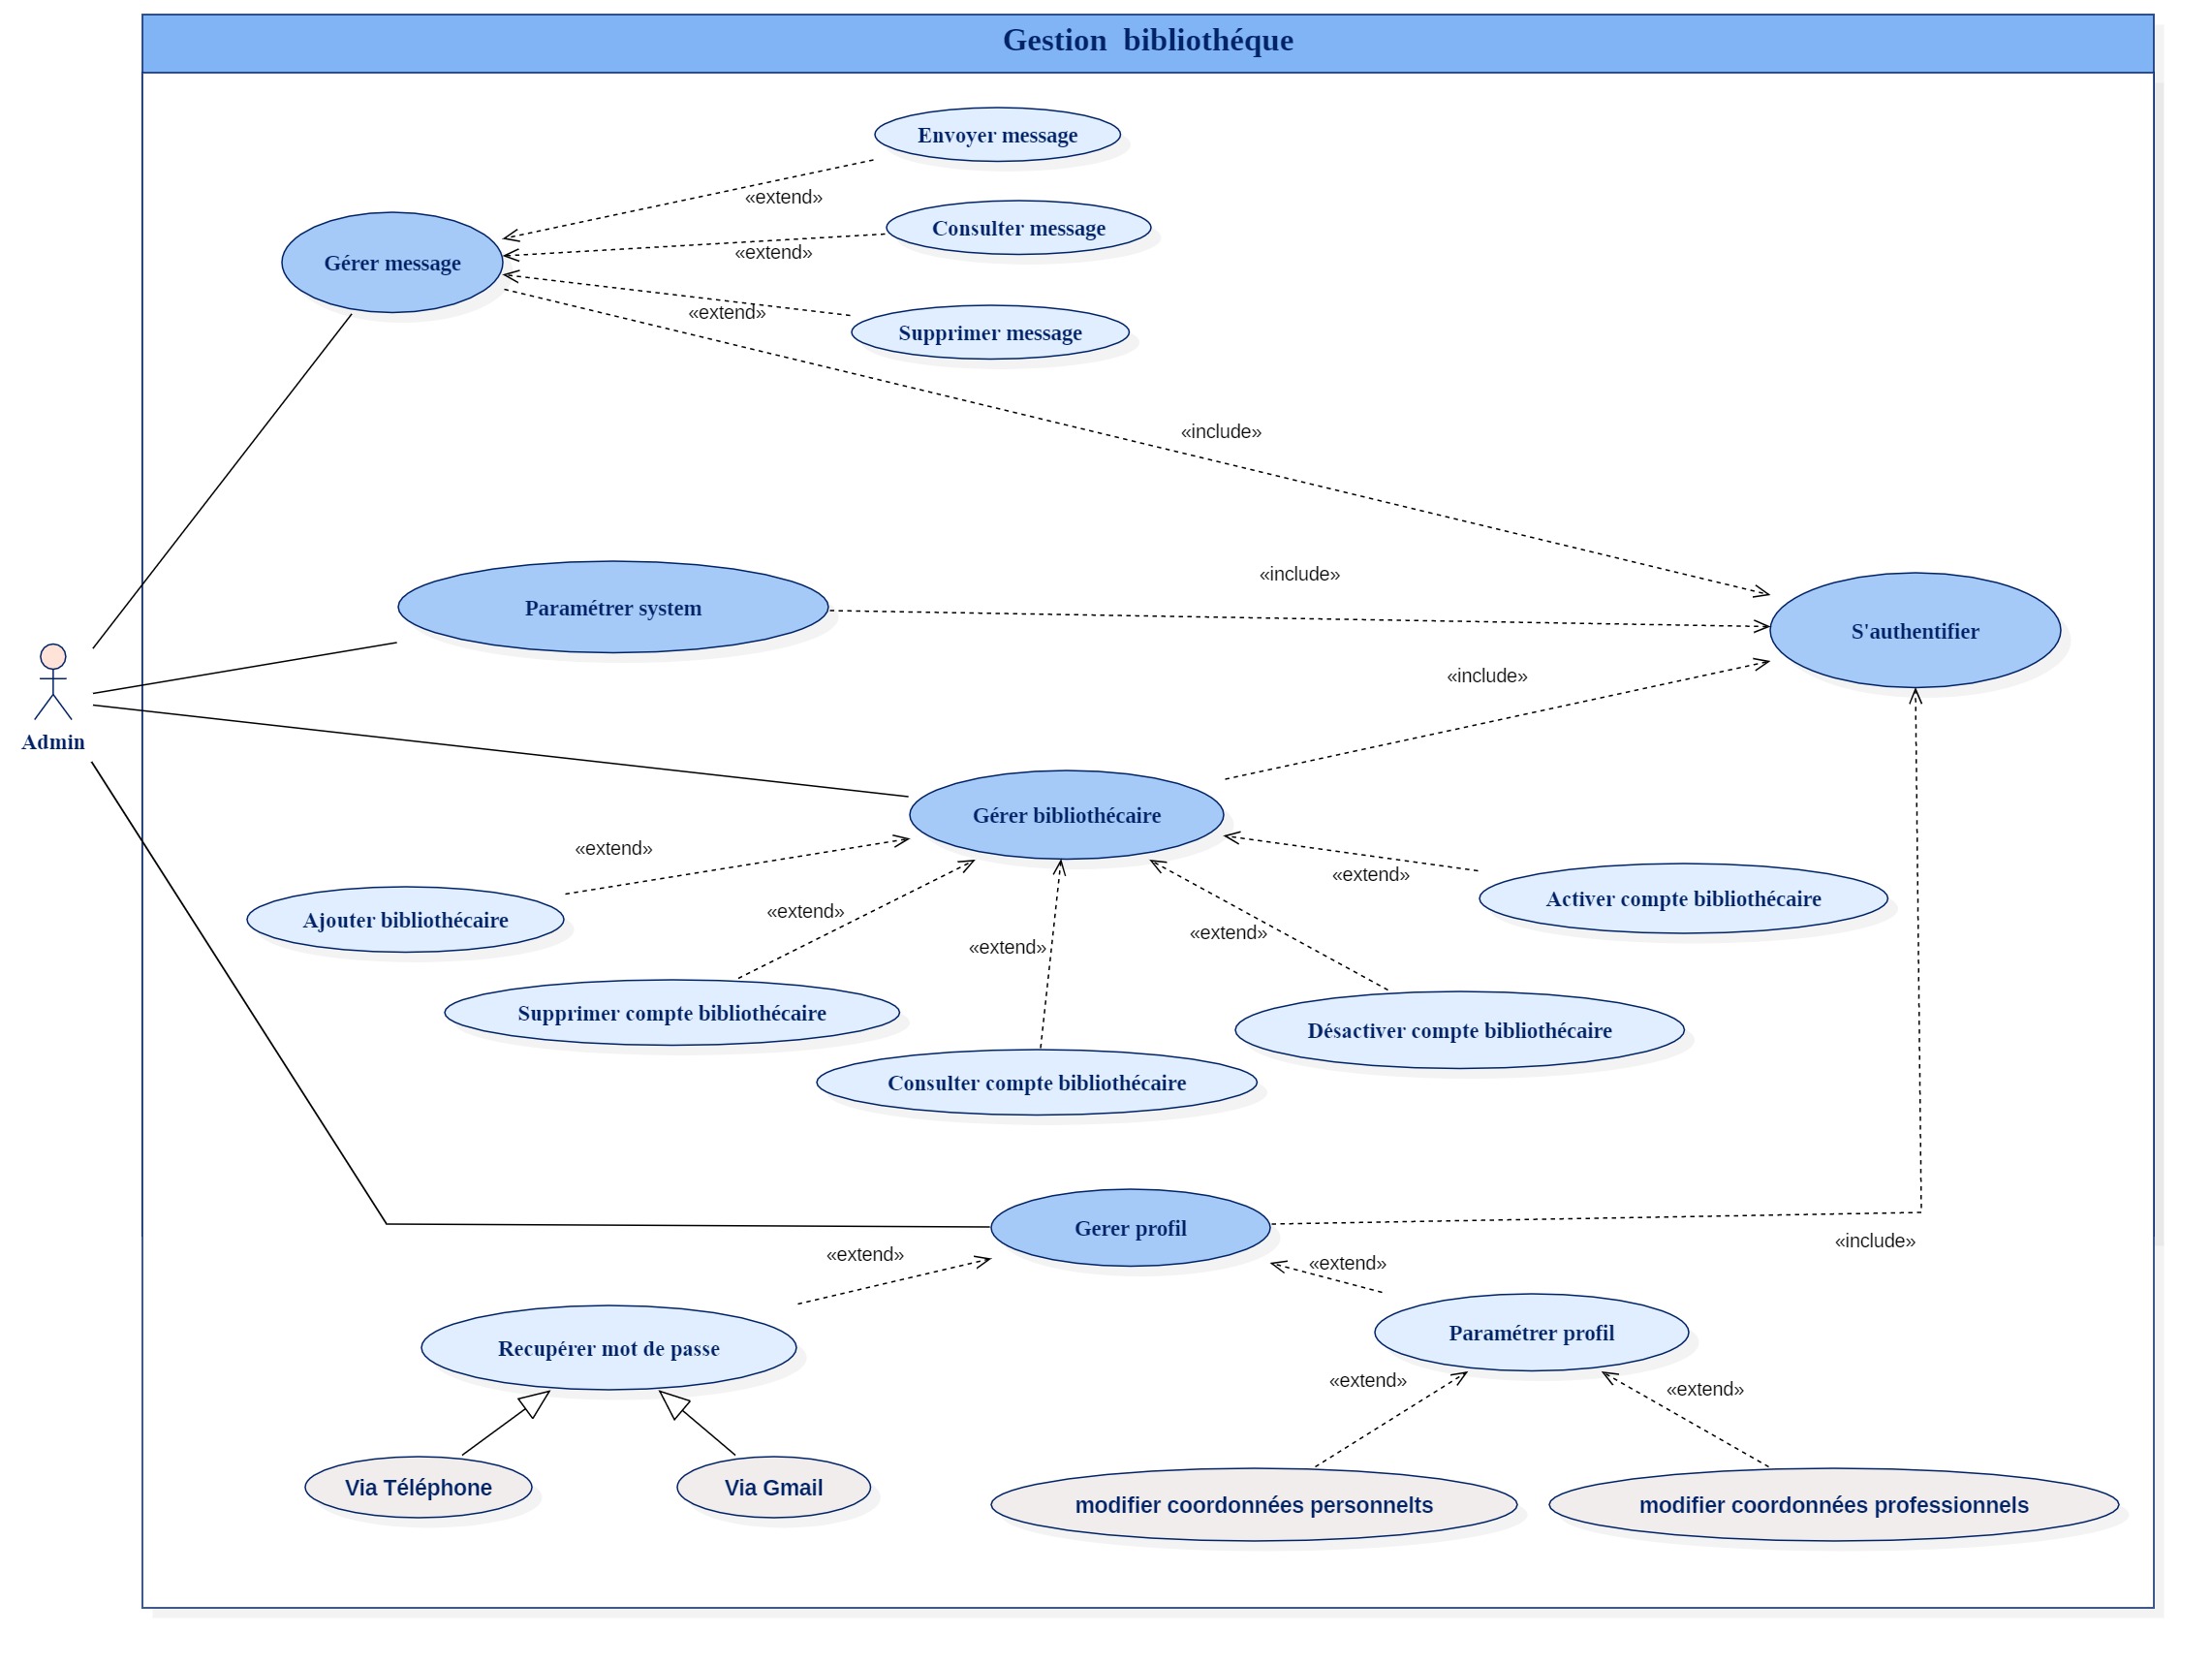 Gestion  bibliothéque
Envoyer message
«extend»
Consulter message
«extend»
Gérer message
«extend»
Supprimer message
«include»
«include»
Paramétrer system
S'authentifier
«include»
Admin
Gérer bibliothécaire
«extend»
«extend»
Activer compte bibliothécaire
«extend»
Ajouter bibliothécaire
«extend»
«extend»
Supprimer compte bibliothécaire
Désactiver compte bibliothécaire
Consulter compte bibliothécaire
Gerer profil
«include»
«extend»
«extend»
Recupérer mot de passe
Paramétrer profil
«extend»
«extend»
Via Téléphone
Via Gmail
modifier coordonnées personnelts
modifier coordonnées professionnels